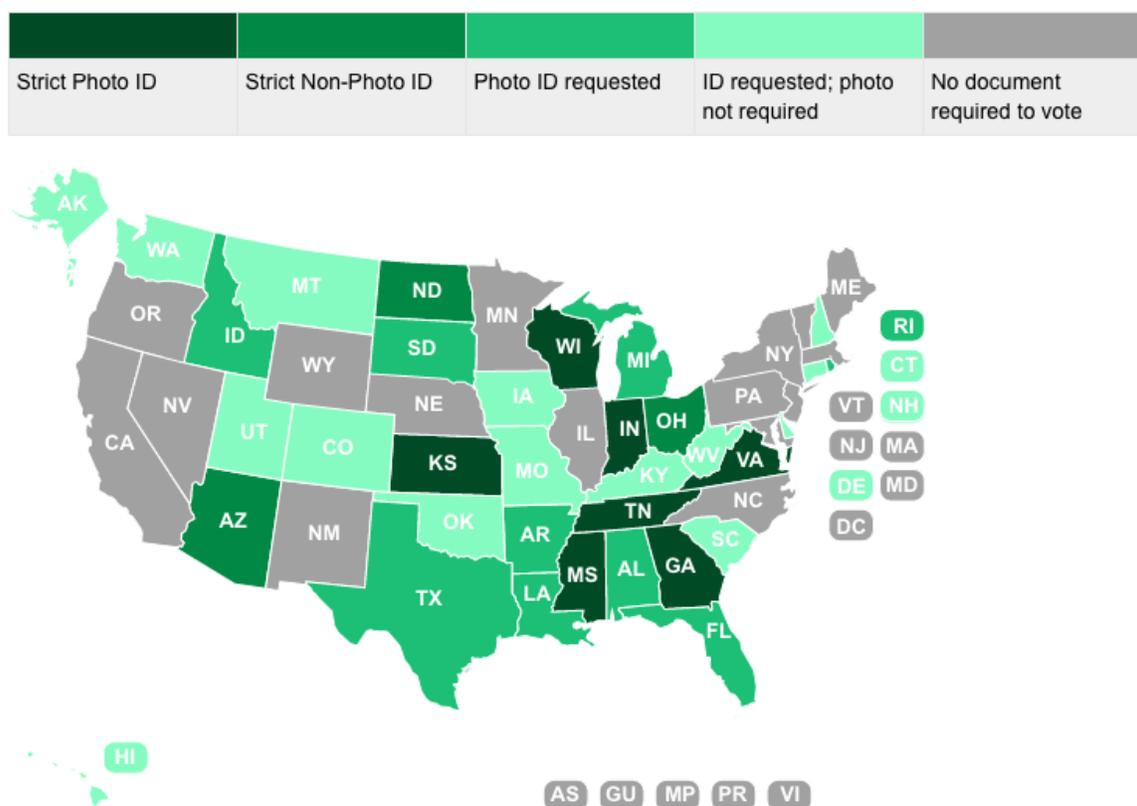 Strict Photo ID
Strict Non-Photo ID
Photo ID requested
ID requested; photo
not required
No document
required to vote
AK
WA
MT
ND
MN
ME
OR
ID
SD
WI
MI
NY
RI
WY
CT
NV
NE
IA
PA
VT
NH
CA
UT
CO
KS
MO
IL
IN
OH
WV
VA
NJ
MA
KY
DE
MD
AZ
NM
OK
AR
TN
NC
DC
SC
TX
LA
MS
AL
GA
FL
HI
AS
GU
MP
PR
VI